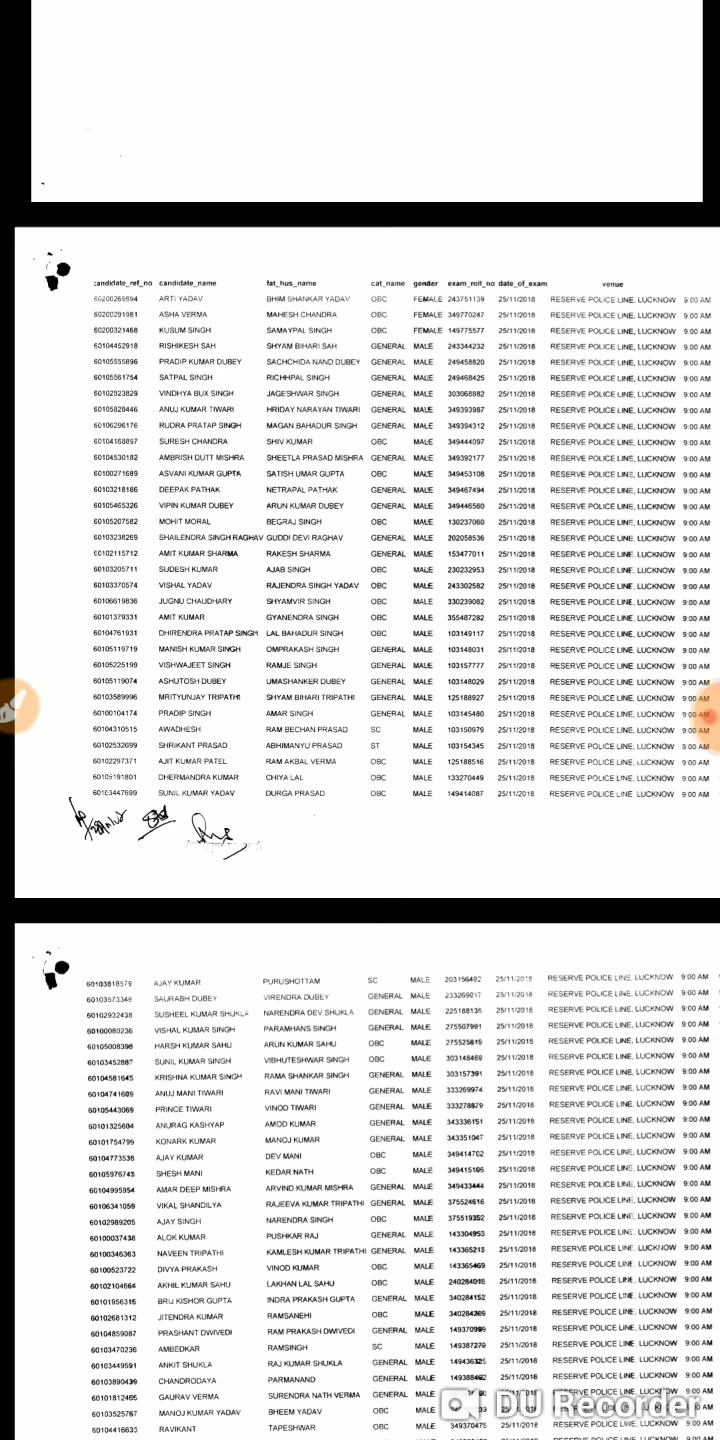 candidate_ref_no candidate_name fat_hus_name cat_name gender exam_roll_no date_of_exam venue
60200269694 ARTI YADAV BHIM SHANKAR YADAV OBC FEMALE 243751139 25/11/2018 RESERVE POLICE LINE, LUCKNOW 9:00 AM
60200291981 ASHA VERMA MAHESH CHANDRA OBC FEMALE 349770247 25/11/2018 RESERVE POLICE LINE, LUCKNOW 9:00 AM
60200321468 KUSUM SINGH SAMAYPAL SINGH OBC FEMALE 149775577 25/11/2018 RESERVE POLICE LINE, LUCKNOW 9:00 AM
60104452918 RISHIKESH SAH SHYAM BIHARI SAH GENERAL MALE 243344232 25/11/2018 RESERVE POLICE LINE, LUCKNOW 9:00 AM
60105555896 PRADIP KUMAR DUBEY SACHCHIDA NAND DUBEY GENERAL MALE 249458820 25/11/2018 RESERVE POLICE LINE, LUCKNOW 9:00 AM
60105561754 SATPAL SINGH RICHHPAL SINGH GENERAL MALE 249468425 25/11/2018 RESERVE POLICE LINE, LUCKNOW 9:00 AM
60102823829 VINDHYA BUX SINGH JAGESHWAR SINGH GENERAL MALE 303068882 25/11/2018 RESERVE POLICE LINE, LUCKNOW 9:00 AM
60105828446 ANUJ KUMAR TIWARI HRIDAY NARAYAN TIWARI GENERAL MALE 349393987 25/11/2018 RESERVE POLICE LINE, LUCKNOW 9:00 AM
60106296176 RUDRA PRATAP SINGH MAGAN BAHADUR SINGH GENERAL MALE 349394312 25/11/2018 RESERVE POLICE LINE, LUCKNOW 9:00 AM
60104168897 SURESH CHANDRA SHIV KUMAR OBC MALE 349444097 25/11/2018 RESERVE POLICE LINE, LUCKNOW 9:00 AM
60104530182 AMBRISH DUTT MISHRA SHEETLA PRASAD MISHRA GENERAL MALE 349392177 25/11/2018 RESERVE POLICE LINE, LUCKNOW 9:00 AM
60100271689 ASVANI KUMAR GUPTA SATISH UMAR GUPTA OBC MALE 349453108 25/11/2018 RESERVE POLICE LINE, LUCKNOW 9:00 AM
60103218186 DEEPAK PATHAK NETRAPAL PATHAK GENERAL MALE 349467494 25/11/2018 RESERVE POLICE LINE, LUCKNOW 9:00 AM
60105465326 VIPIN KUMAR DUBEY ARUN KUMAR DUBEY GENERAL MALE 349446560 25/11/2018 RESERVE POLICE LINE, LUCKNOW 9:00 AM
60105207582 MOHIT MORAL BEGRAJ SINGH OBC MALE 130237060 25/11/2018 RESERVE POLICE LINE, LUCKNOW 9:00 AM
60103238269 SHAILENDRA SINGH RAGHAV GUDDI DEVI RAGHAV GENERAL MALE 202058536 25/11/2018 RESERVE POLICE LINE, LUCKNOW 9:00 AM
60102115712 AMIT KUMAR SHARMA RAKESH SHARMA GENERAL MALE 153477011 25/11/2018 RESERVE POLICE LINE, LUCKNOW 9:00 AM
60103205711 SUDESH KUMAR AJAB SINGH OBC MALE 230232953 25/11/2018 RESERVE POLICE LINE, LUCKNOW 9:00 AM
60103370574 VISHAL YADAV RAJENDRA SINGH YADAV OBC MALE 243302582 25/11/2018 RESERVE POLICE LINE, LUCKNOW 9:00 AM
60106619836 JUGNU CHAUDHARY SHYAMVIR SINGH OBC MALE 330239082 25/11/2018 RESERVE POLICE LINE, LUCKNOW 9:00 AM
60101379331 AMIT KUMAR GYANENDRA SINGH OBC MALE 355487282 25/11/2018 RESERVE POLICE LINE, LUCKNOW 9:00 AM
60104761931 DHIRENDRA PRATAP SINGH LAL BAHADUR SINGH OBC MALE 103149117 25/11/2018 RESERVE POLICE LINE, LUCKNOW 9:00 AM
60105119719 MANISH KUMAR SINGH OMPRAKASH SINGH GENERAL MALE 103148031 25/11/2018 RESERVE POLICE LINE, LUCKNOW 9:00 AM
60105225199 VISHWAJEET SINGH RAMJE SINGH GENERAL MALE 103157777 25/11/2018 RESERVE POLICE LINE, LUCKNOW 9:00 AM
60105119074 ASHUTOSH DUBEY UMASHANKER DUBEY GENERAL MALE 103148029 25/11/2018 RESERVE POLICE LINE, LUCKNOW 9:00 AM
60103589996 MRITYUNJAY TRIPATHI SHYAM BIHARI TRIPATHI GENERAL MALE 125188927 25/11/2018 RESERVE POLICE LINE, LUCKNOW 9:00 AM
60100104174 PRADIP SINGH AMAR SINGH GENERAL MALE 103145480 25/11/2018 RESERVE POLICE LINE, LUCKNOW 9:00 AM
60104310515 AWADHESH RAM BECHAN PRASAD SC MALE 103150979 25/11/2018 RESERVE POLICE LINE, LUCKNOW 9:00 AM
60102532699 SHRIKANT PRASAD ABHIMANYU PRASAD ST MALE 103154345 25/11/2018 RESERVE POLICE LINE, LUCKNOW 9:00 AM
60102297371 AJIT KUMAR PATEL RAM AKBAL VERMA OBC MALE 125188516 25/11/2018 RESERVE POLICE LINE, LUCKNOW 9:00 AM
60105191801 DHERMANDRA KUMAR CHIYA LAL OBC MALE 133270449 25/11/2018 RESERVE POLICE LINE, LUCKNOW 9:00 AM
60103447699 SUNIL KUMAR YADAV DURGA PRASAD OBC MALE 149414087 25/11/2018 RESERVE POLICE LINE, LUCKNOW 9:00 AM
60103818579 AJAY KUMAR PURUSHOTTAM SC MALE 203156492 25/11/2018 RESERVE POLICE LINE, LUCKNOW 9:00 AM
60103573348 SAURABH DUBEY VIRENDRA DUBEY GENERAL MALE 233269017 25/11/2018 RESERVE POLICE LINE, LUCKNOW 9:00 AM
60102932438 SUSHEEL KUMAR SHUKLA NARENDRA DEV SHUKLA GENERAL MALE 225188136 25/11/2018 RESERVE POLICE LINE, LUCKNOW 9:00 AM
60100080236 VISHAL KUMAR SINGH PARAMHANS SINGH GENERAL MALE 275507991 25/11/2018 RESERVE POLICE LINE, LUCKNOW 9:00 AM
60105008398 HARSH KUMAR SAHU ARUN KUMAR SAHU OBC MALE 275525819 25/11/2018 RESERVE POLICE LINE, LUCKNOW 9:00 AM
60103452887 SUNIL KUMAR SINGH VIBHUTESHWAR SINGH OBC MALE 303148469 25/11/2018 RESERVE POLICE LINE, LUCKNOW 9:00 AM
60104581645 KRISHNA KUMAR SINGH RAMA SHANKAR SINGH GENERAL MALE 303157391 25/11/2018 RESERVE POLICE LINE, LUCKNOW 9:00 AM
60104741609 ANUJ MANI TIWARI RAVI MANI TIWARI GENERAL MALE 333269974 25/11/2018 RESERVE POLICE LINE, LUCKNOW 9:00 AM
60105443069 PRINCE TIWARI VINOD TIWARI GENERAL MALE 333278879 25/11/2018 RESERVE POLICE LINE, LUCKNOW 9:00 AM
60101325604 ANURAG KASHYAP AMOD KUMAR GENERAL MALE 343336151 25/11/2018 RESERVE POLICE LINE, LUCKNOW 9:00 AM
60101754799 KONARK KUMAR MANOJ KUMAR GENERAL MALE 343351047 25/11/2018 RESERVE POLICE LINE, LUCKNOW 9:00 AM
60104773536 AJAY KUMAR DEV MANI OBC MALE 349414702 25/11/2018 RESERVE POLICE LINE, LUCKNOW 9:00 AM
60105976743 SHESH MANI KEDAR NATH OBC MALE 349415106 25/11/2018 RESERVE POLICE LINE, LUCKNOW 9:00 AM
60104995954 AMAR DEEP MISHRA ARVIND KUMAR MISHRA GENERAL MALE 349433444 25/11/2018 RESERVE POLICE LINE, LUCKNOW 9:00 AM
60106341059 VIKAL SHANDILYA RAJEEVA KUMAR TRIPATHI GENERAL MALE 375524616 25/11/2018 RESERVE POLICE LINE, LUCKNOW 9:00 AM
60102989205 AJAY SINGH NARENDRA SINGH OBC MALE 375519352 25/11/2018 RESERVE POLICE LINE, LUCKNOW 9:00 AM
60100037438 ALOK KUMAR PUSHKAR RAJ GENERAL MALE 143304953 25/11/2018 RESERVE POLICE LINE, LUCKNOW 9:00 AM
60100346363 NAVEEN TRIPATHI KAMLESH KUMAR TRIPATHI GENERAL MALE 143365213 25/11/2018 RESERVE POLICE LINE, LUCKNOW 9:00 AM
60100523722 DIVYA PRAKASH VINOD KUMAR OBC MALE 143365469 25/11/2018 RESERVE POLICE LINE, LUCKNOW 9:00 AM
60102104664 AKHIL KUMAR SAHU LAKHAN LAL SAHU OBC MALE 240284016 25/11/2018 RESERVE POLICE LINE, LUCKNOW 9:00 AM
60101956316 BRIJ KISHOR GUPTA INDRA PRAKASH GUPTA GENERAL MALE 340284152 25/11/2018 RESERVE POLICE LINE, LUCKNOW 9:00 AM
60102681312 JITENDRA KUMAR RAMSANEHI OBC MALE 340284269 25/11/2018 RESERVE POLICE LINE, LUCKNOW 9:00 AM
60104859087 PRASHANT DWIVEDI RAM PRAKASH DWIVEDI GENERAL MALE 149370989 25/11/2018 RESERVE POLICE LINE, LUCKNOW 9:00 AM
60103470236 AMBEDKAR RAMSINGH SC MALE 149387279 25/11/2018 RESERVE POLICE LINE, LUCKNOW 9:00 AM
60103449591 ANKIT SHUKLA RAJ KUMAR SHUKLA GENERAL MALE 149436325 25/11/2018 RESERVE POLICE LINE, LUCKNOW 9:00 AM
60103890439 CHANDRODAYA PARMANAND GENERAL MALE 149388462 25/11/2018 RESERVE POLICE LINE, LUCKNOW 9:00 AM
60101812465 GAURAV VERMA SURENDRA NATH VERMA GENERAL MALE 25/11/2018 RESERVE POLICE LINE, LUCKNOW 9:00 AM
DU Recorder
60103525767 MANOJ KUMAR YADAV BHEEM YADAV OBC MALE
60104416633 RAVIKANT TAPESHWAR OBC MALE 349370475 25/11/2018 RESERVE POLICE LINE, LUCKNOW 9:00 AM